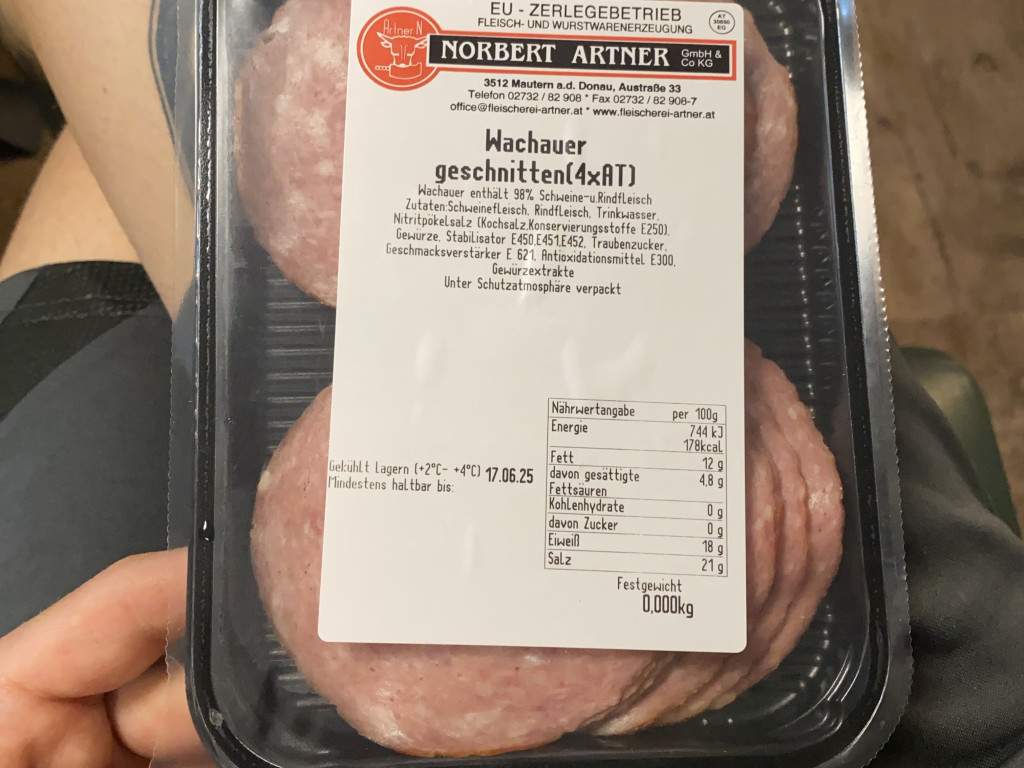 EU - ZERLEGEBETRIEB
FLEISCH- UND WURSTWARENERZEUGUNG
AT
30680
EG
Artner N
NORBERT ARTNER GmbH & Co KG
3512 Mautern a.d. Donau, Austraße 33
Telefon 02732 / 82 908 * Fax 02732 / 82 908-7
office@fleischerei-artner.at * www.fleischerei-artner.at
Wachauer
geschnitten(4xAT)
Wachauer enthält 98% Schweine-u.Rindfleisch
Zutaten:Schweinefleisch, Rindfleisch, Trinkwasser,
Nitritpökelsalz (Kochsalz,Konservierungsstoffe E250),
Gewürze, Stabilisator E450,E451,E452, Traubenzucker,
Geschmacksverstärker E 621, Antioxidationsmittel E300,
Gewürzextrakte
Unter Schutzatmosphäre verpackt
Nährwertangabe per 100g
Energie 744 kJ
178kcal
Fett 12 g
davon gesättigte 4,8 g
Fettsäuren
Kohlenhydrate 0 g
davon Zucker 0 g
Eiweiß 18 g
Salz 21 g
Gekühlt lagern (+2°C- +4°C) 17.06.25
Mindestens haltbar bis:
Festgewicht
0,000kg